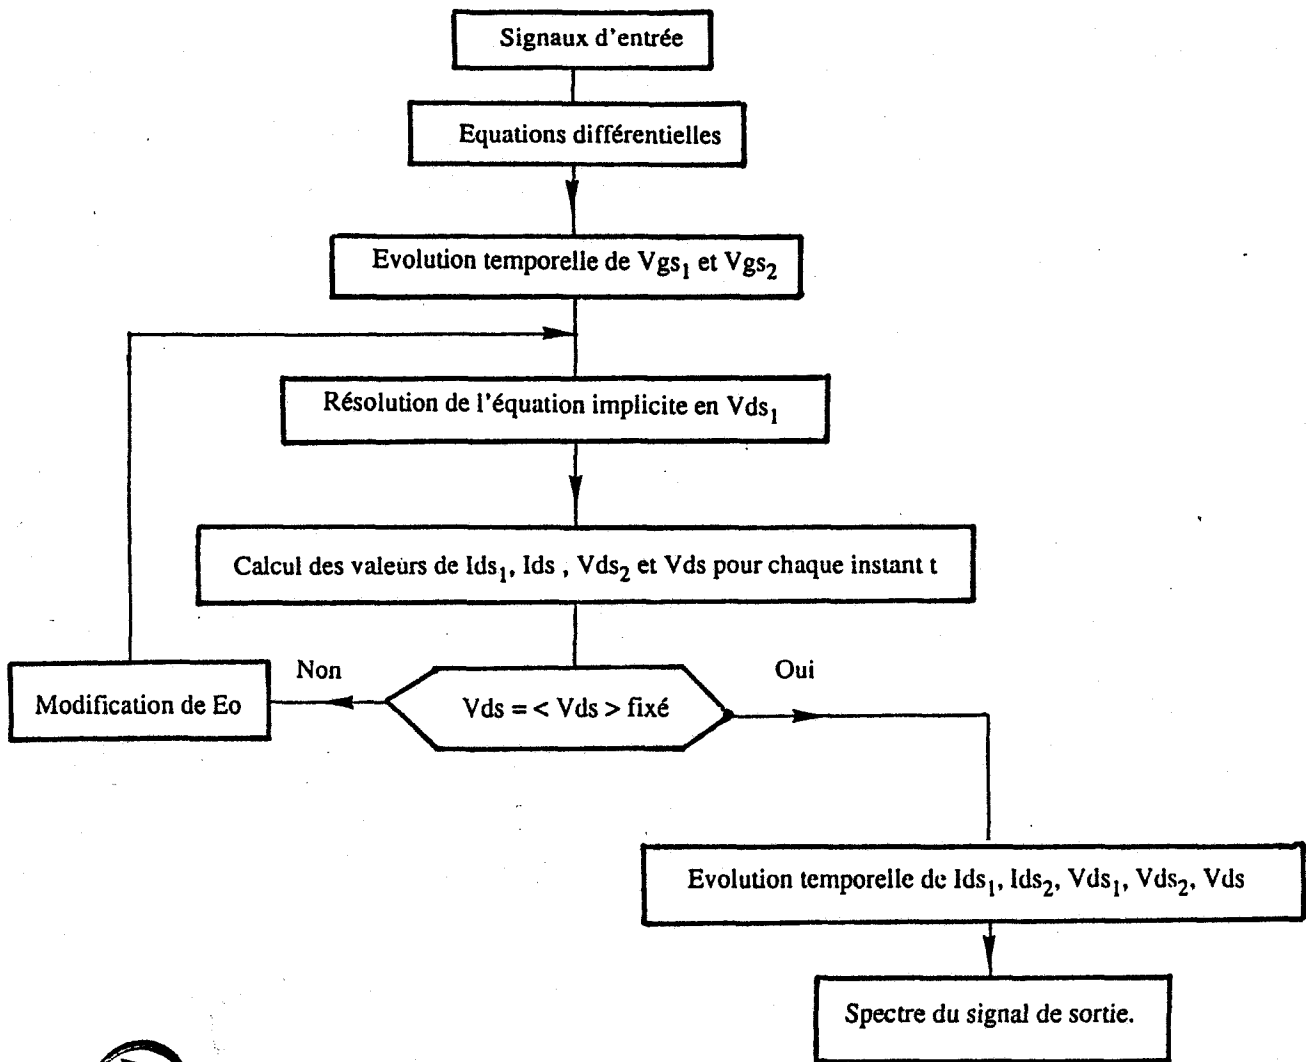 Signaux d'entrée
Equations différentielles
Evolution temporelle de Vgs₁ et Vgs₂
Résolution de l'équation implicite en Vds₁
Calcul des valeurs de Ids₁, Ids , Vds₂ et Vds pour chaque instant t
Non
Oui
Modification de Eo
Vds = < Vds > fixé
Evolution temporelle de Ids₁, Ids₂, Vds₁, Vds₂, Vds
Spectre du signal de sortie.